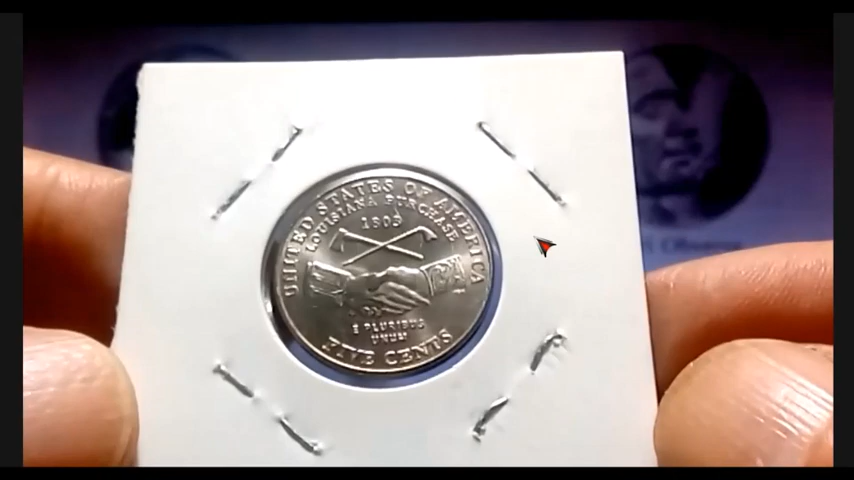 UNITED STATES OF AMERICA
LOUISIANA PURCHASE
1803
E PLURIBUS
UNUM
FIVE CENTS